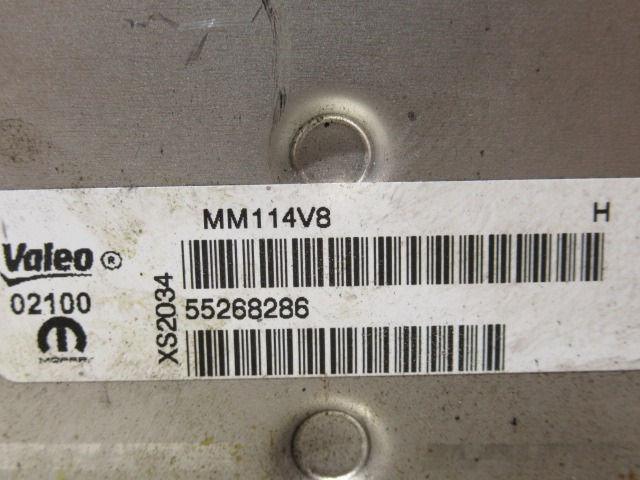 MM114V8 H
Valeo ®
02100
MOPAR
XS2034
55268286